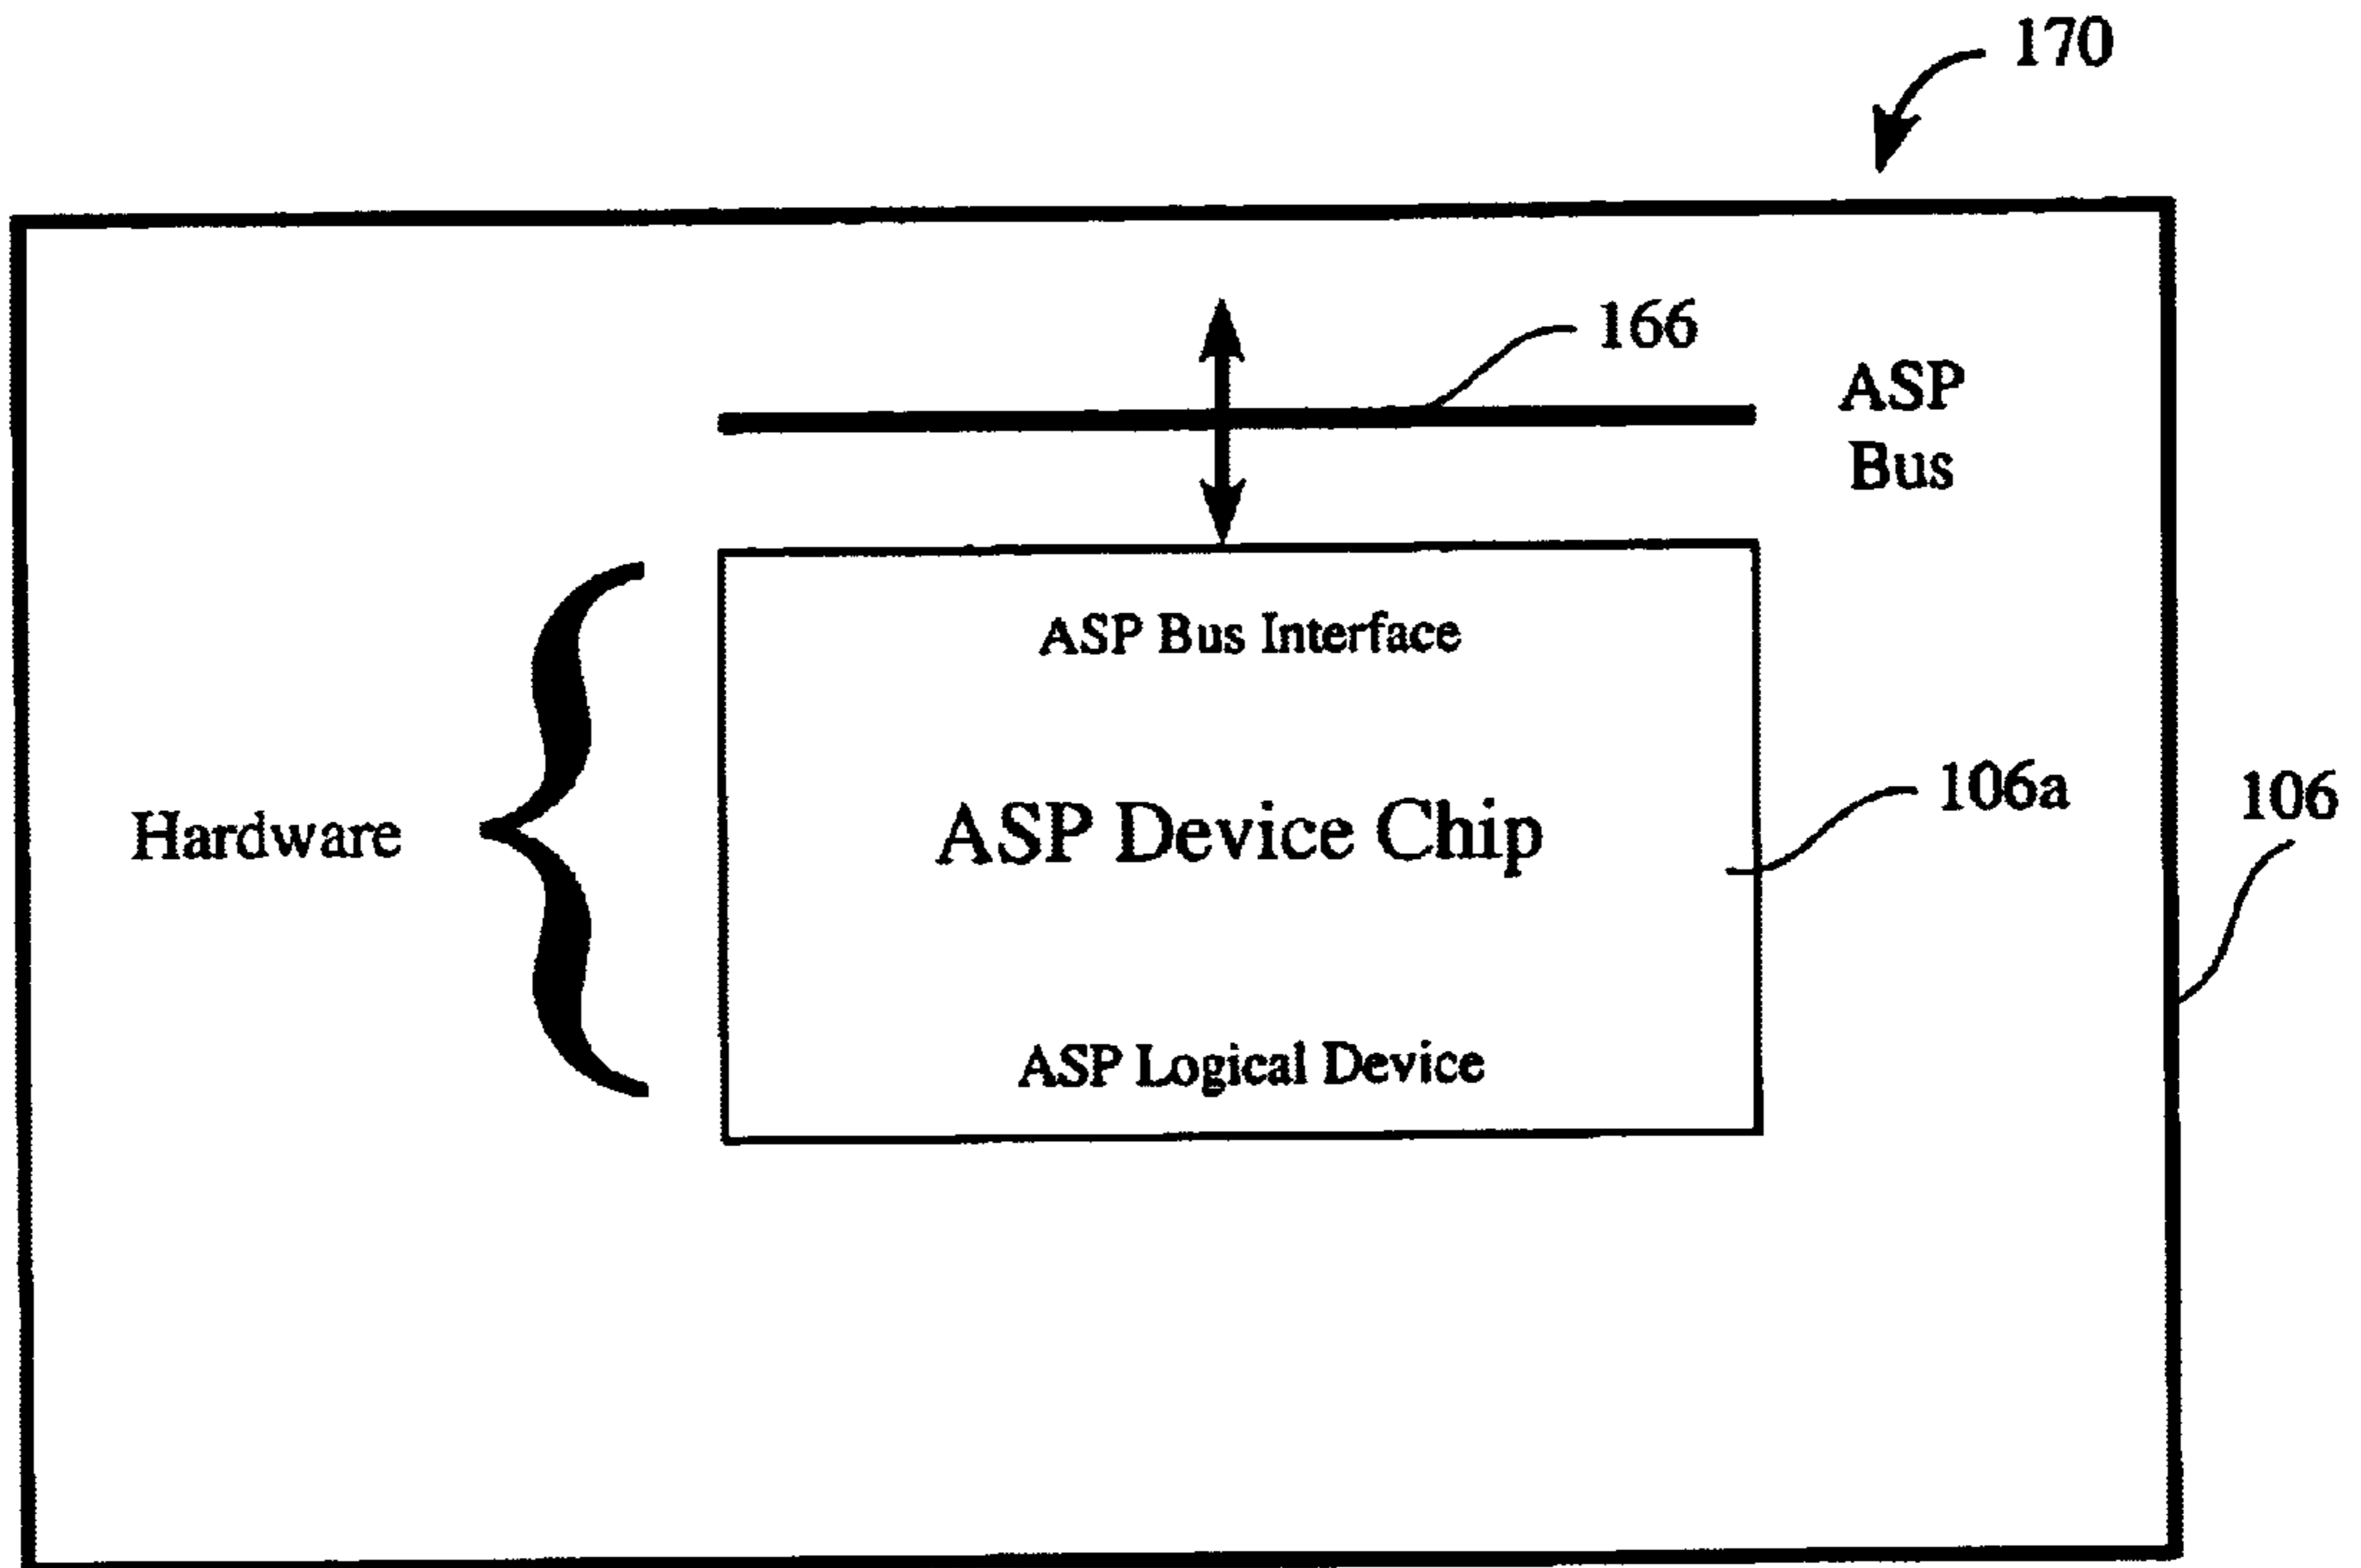 170
166
ASP
Bus
ASP Bus Interface
106a
106
Hardware
ASP Device Chip
ASP Logical Device